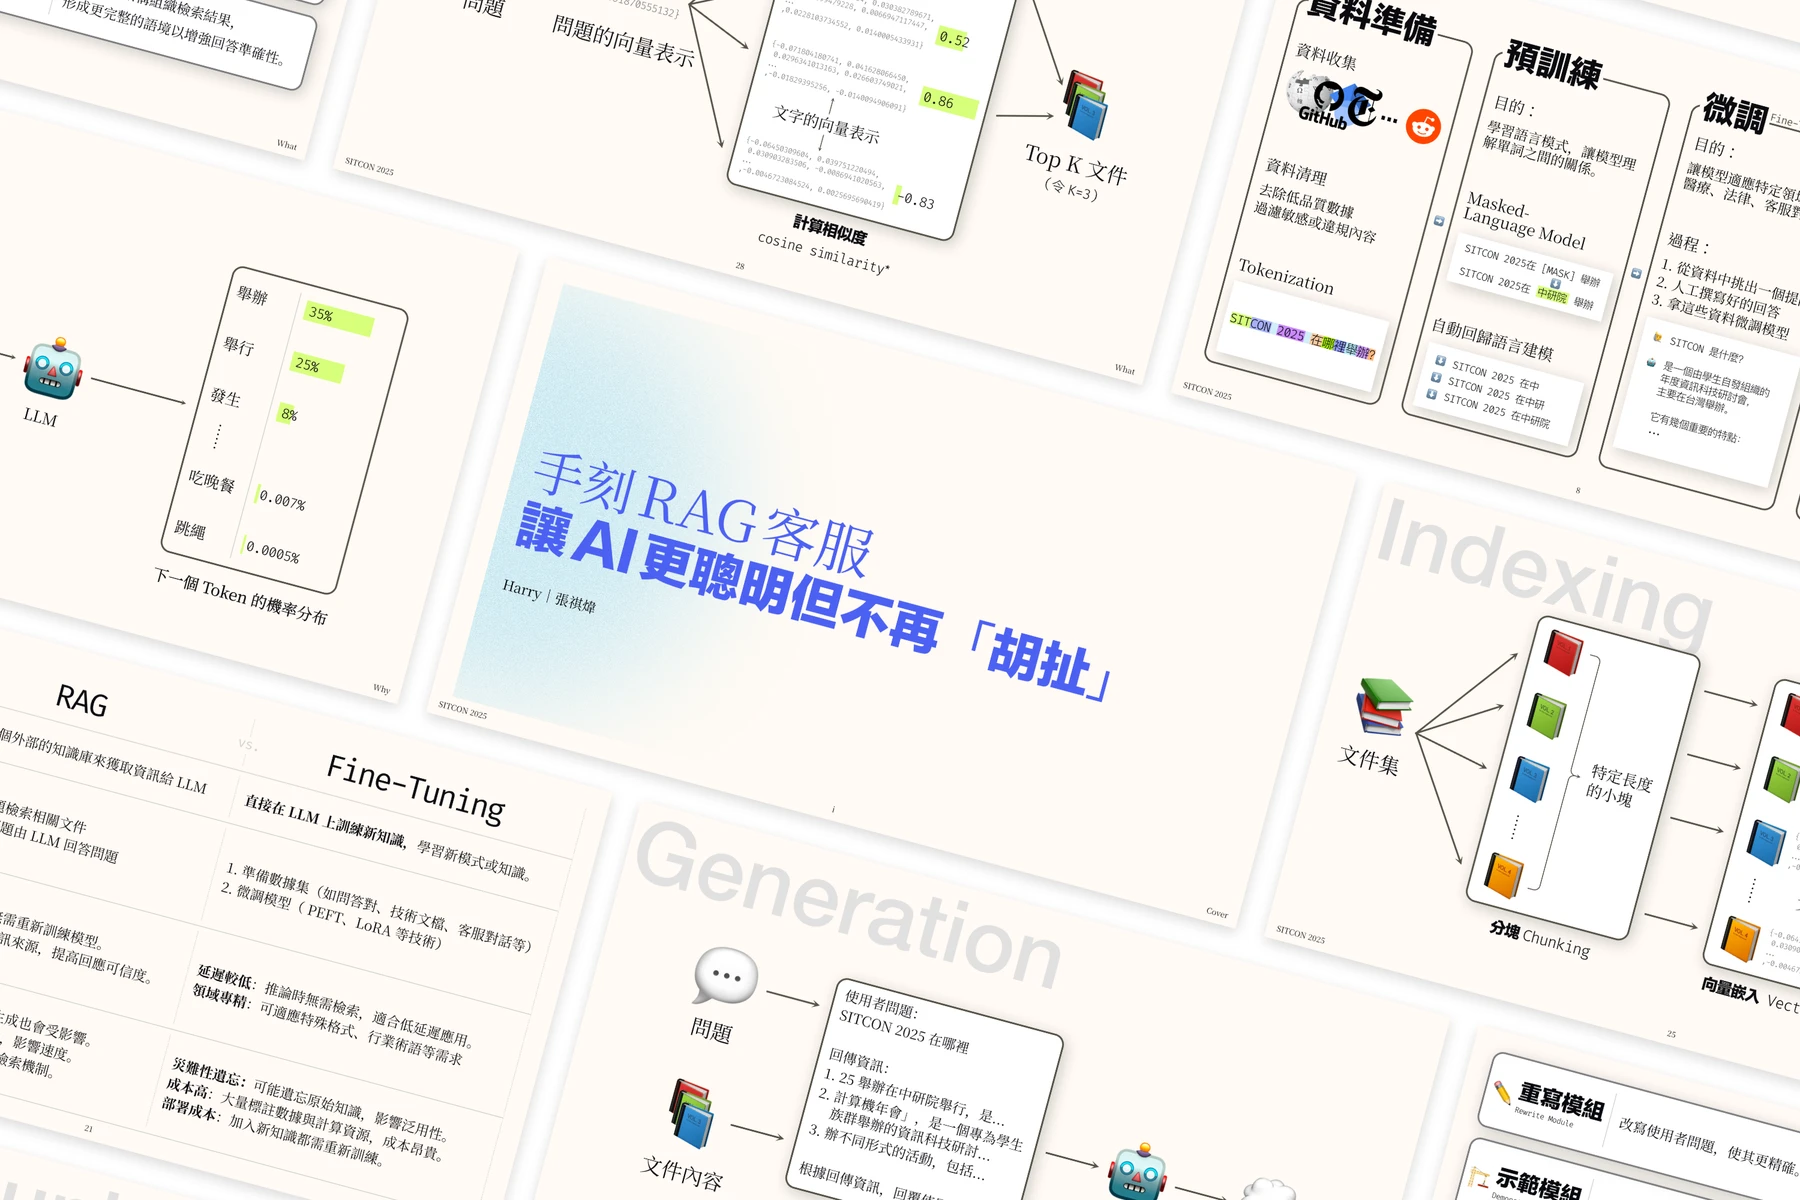 構組織檢索結果,
形成更完整的語境以增強回答準確性。
What
問題
問題的向量表示
0.52
0.86
文字的向量表示
-0.83
計算相似度
cosine similarity*
Top K 文件
(令 K=3)
SITCON 2025
28
What
資料準備
資料收集
GitHub
...
資料清理
去除低品質數據
過濾敏感或違規內容
Tokenization
SITCON 2025 在哪裡舉辦?
SITCON 2025
預訓練
目的：
學習語言模式，讓模型理
解單詞之間的關係。
Masked-
Language Model
SITCON 2025在 [MASK] 舉辦
SITCON 2025在 中研院 舉辦
自動回歸語言建模
SITCON 2025 在中
SITCON 2025 在中研
SITCON 2025 在中研院
8
微調
Fine-
目的：
讓模型適應特定領
醫療、法律、客服對
過程：
1. 從資料中挑出一個提
2. 人工撰寫好的回答
3. 拿這些資料微調模型
SITCON 是什麼?
是一個由學生自發組織的
年度資訊科技研討會，
主要在台灣舉辦。
它有幾個重要的特點：
...
LLM
舉辦
35%
舉行
25%
發生
8%
吃晚餐
0.007%
跳繩
0.0005%
下一個 Token 的機率分布
Why
手刻 RAG 客服
讓 AI 更聰明但不再「胡扯」
Harry｜張祺煒
SITCON 2025
i
Cover
Indexing
文件集
特定長度
的小塊
分塊 Chunking
向量嵌入 Vect
SITCON 2025
25
RAG
vs.
Fine-Tuning
個外部的知識庫來獲取資訊給 LLM
直接在 LLM 上訓練新知識，學習新模式或知識。
檢索相關文件
題由 LLM 回答問題
1. 準備數據集（如問答對、技術文檔、客服對話等）
2. 微調模型（ PEFT、LoRA 等技術）
需重新訓練模型。
訊來源，提高回應可信度。
延遲較低：推論時無需檢索，適合低延遲應用。
領域專精：可適應特殊格式、行業術語等需求
生成也會受影響。
，影響速度。
檢索機制。
災難性遺忘：可能遺忘原始知識，影響泛用性。
成本高：大量標註數據與計算資源，成本昂貴。
部署成本：加入新知識都需重新訓練。
21
Generation
問題
文件內容
使用者問題:
SITCON 2025 在哪裡
回傳資訊:
1. 25 舉辦在中研院舉行，是...
2. 計算機年會」，是一個專為學生
族群舉辦的資訊科技研討...
3. 辦不同形式的活動，包括...
根據回傳資訊，回覆使
重寫模組
Rewrite Module
改寫使用者問題，使其更精確。
示範模組